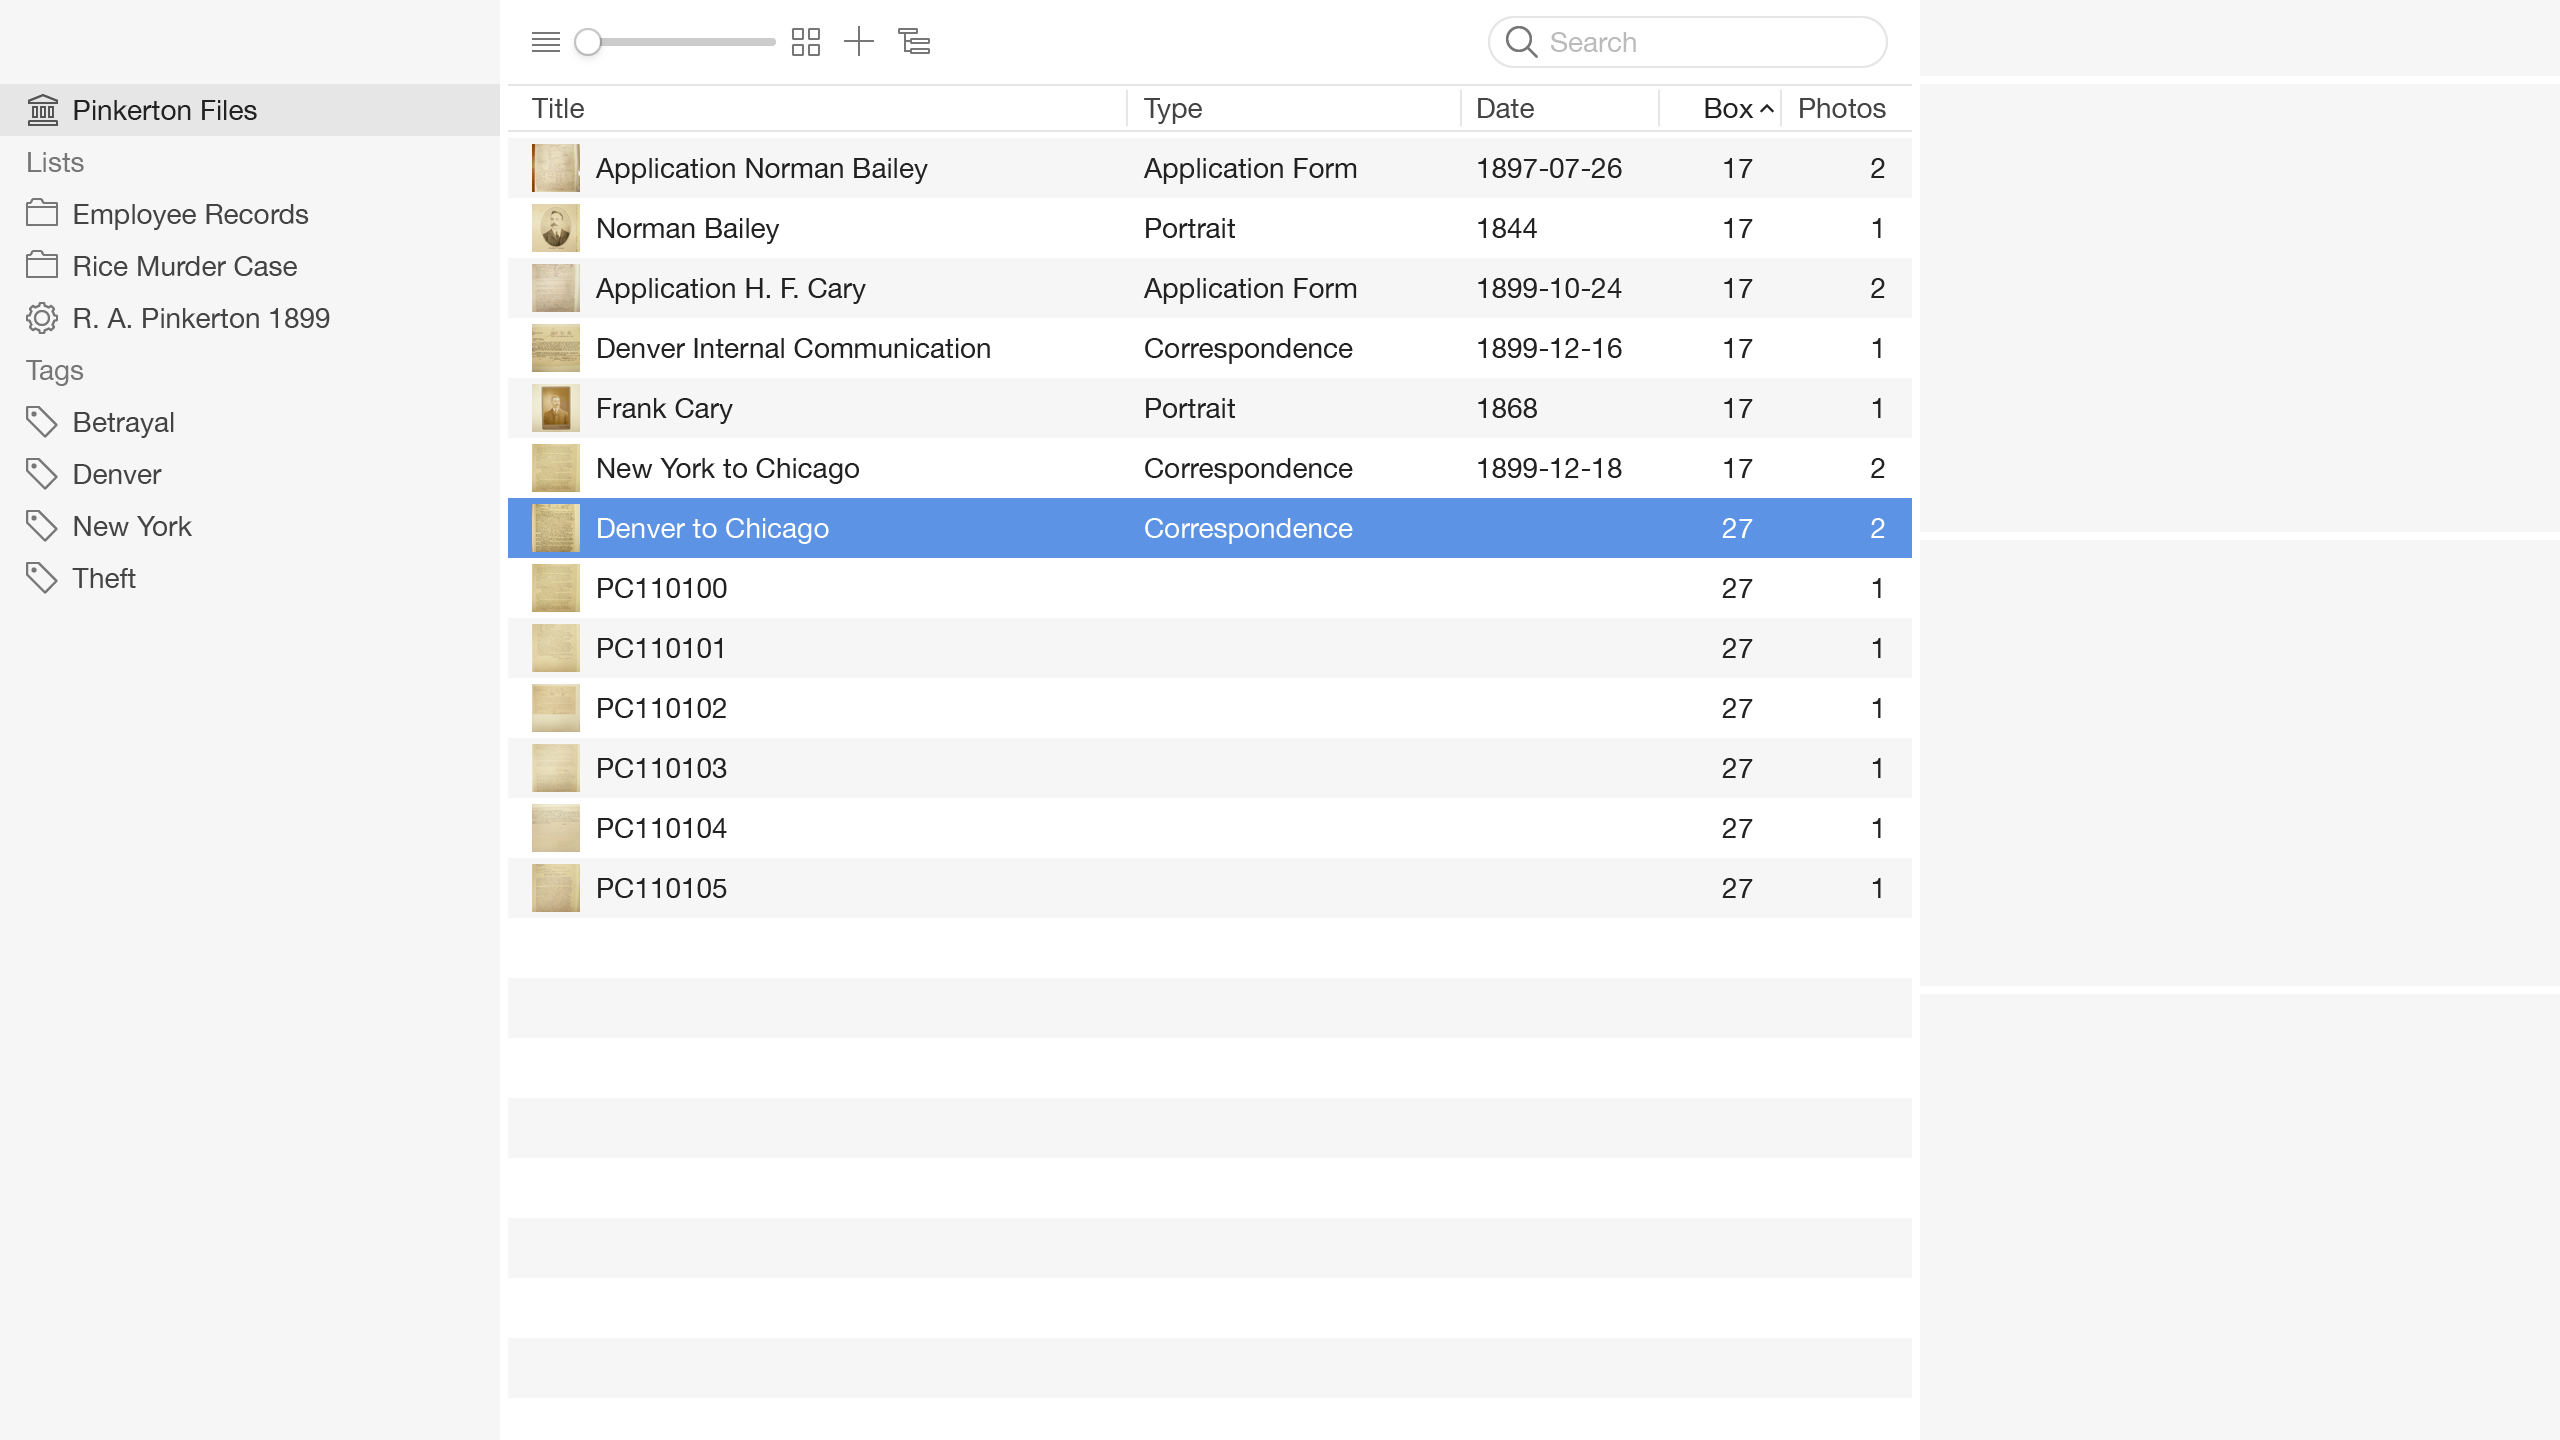 Search
Pinkerton Files
Lists
Employee Records
Rice Murder Case
R. A. Pinkerton 1899
Tags
Betrayal
Denver
New York
Theft
Title Type Date Box Photos
Application Norman Bailey Application Form 1897-07-26 17 2
Norman Bailey Portrait 1844 17 1
Application H. F. Cary Application Form 1899-10-24 17 2
Denver Internal Communication Correspondence 1899-12-16 17 1
Frank Cary Portrait 1868 17 1
New York to Chicago Correspondence 1899-12-18 17 2
Denver to Chicago Correspondence 27 2
PC110100 27 1
PC110101 27 1
PC110102 27 1
PC110103 27 1
PC110104 27 1
PC110105 27 1